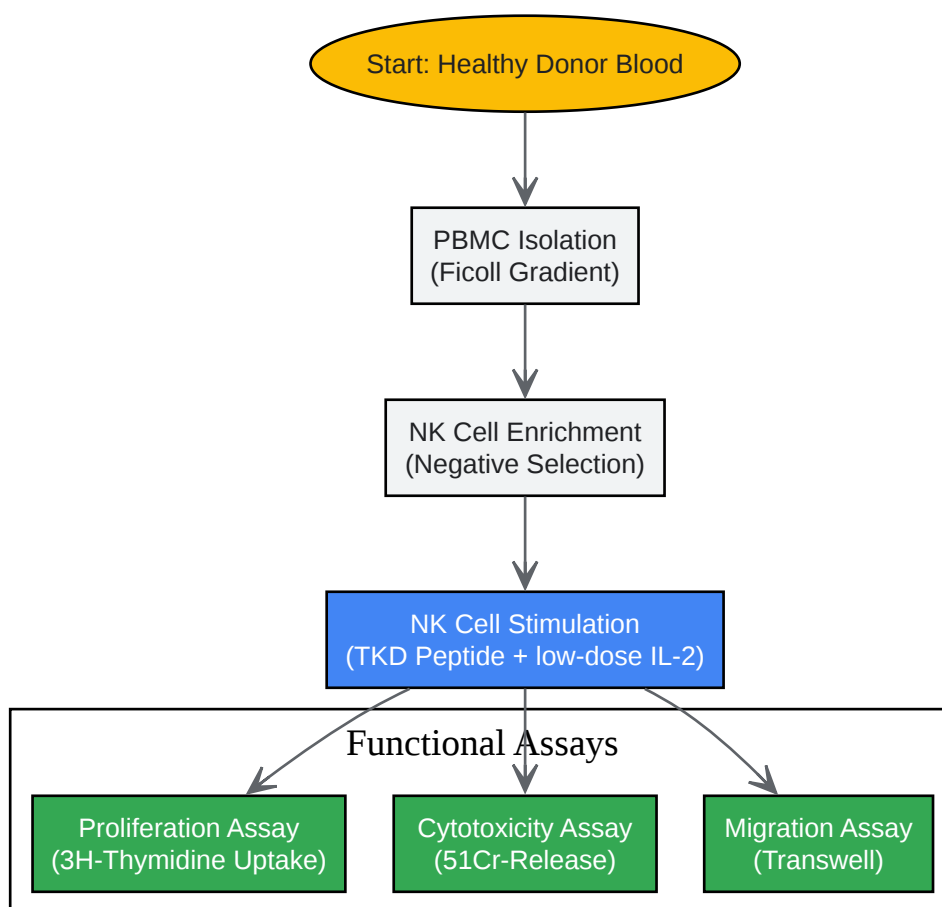 Start: Healthy Donor Blood
PBMC Isolation
(Ficoll Gradient)
NK Cell Enrichment
(Negative Selection)
NK Cell Stimulation
(TKD Peptide + low-dose IL-2)
Functional Assays
Proliferation Assay
(3H-Thymidine Uptake)
Cytotoxicity Assay
(51Cr-Release)
Migration Assay
(Transwell)